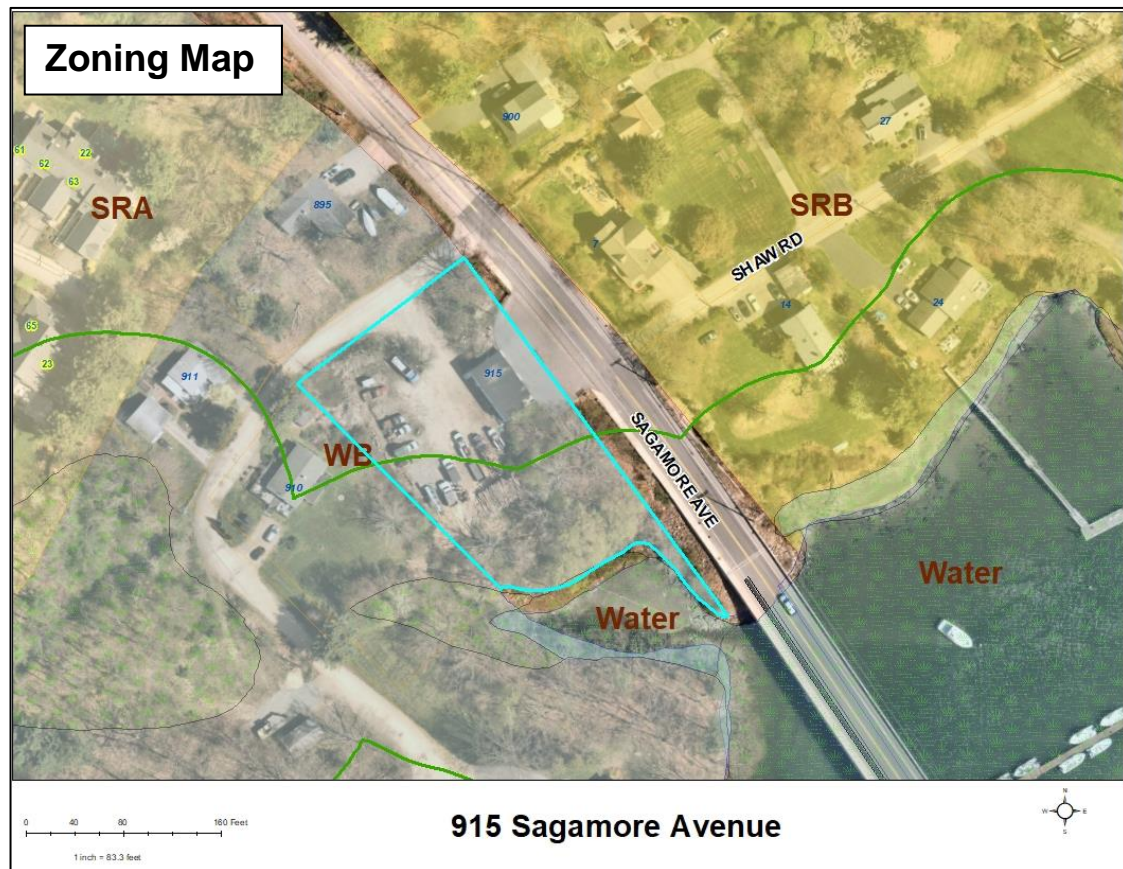 Zoning Map
900
27
61
62
22
63
SRA
895
SRB
7
SHAW RD
14
24
65
23
911
915
WB
910
SAGAMORE AVE
Water
Water
N
W
E
S
0 40 80 160 Feet
1 inch = 83.3 feet
915 Sagamore Avenue